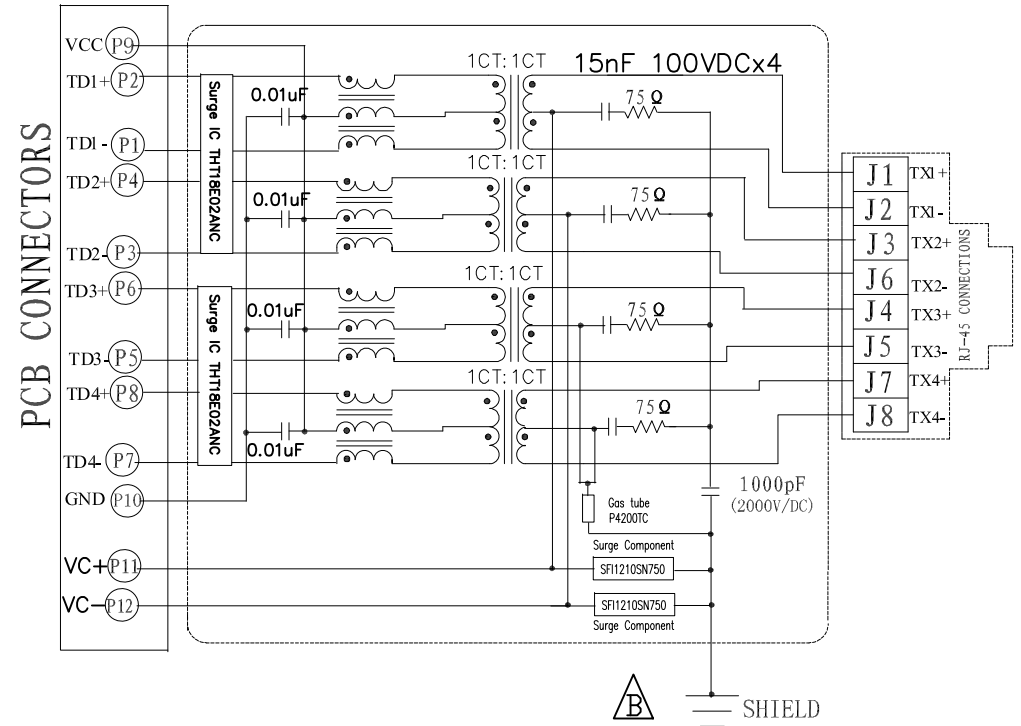 PCB CONNECTORS
VCC P9
TD1+ P2
TD1- P1
TD2+ P4
TD2- P3
TD3+ P6
TD3- P5
TD4+ P8
TD4- P7
GND P10
VC+ P11
VC- P12
Surge IC THT18E02ANC
Surge IC THT18E02ANC
0.01uF
0.01uF
0.01uF
0.01uF
1CT:1CT
1CT:1CT
1CT:1CT
1CT:1CT
15nF 100VDCx4
75Ω
75Ω
75Ω
75Ω
1000pF
(2000V/DC)
Gas tube
P4200TC
Surge Component
SFI1210SN750
SFI1210SN750
Surge Component
J1 TX1+
J2 TX1-
J3 TX2+
J6 TX2-
J4 TX3+
J5 TX3-
J7 TX4+
J8 TX4-
RJ-45 CONNECTIONS
B
SHIELD